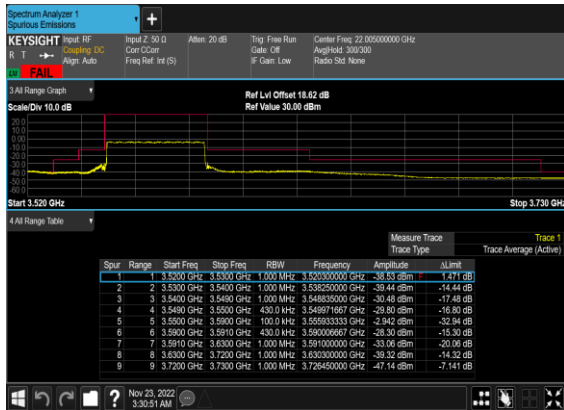 Spectrum Analyzer 1
Spurious Emissions
+
KEYSIGHT Input: RF Input Z: 50 Ω Atten: 20 dB Trig: Free Run Center Freq: 22.005000000 GHz
R T Coupling: DC Corr CCorr Gate: Off Avg|Hold: 300/300
Align: Auto Freq Ref: Int (S) IF Gain: Low Radio Std: None
FAIL
3 All Range Graph
Ref Lvl Offset 18.62 dB
Scale/Div 10.0 dB Ref Value 30.00 dBm
20.0
10.0
0.00
-10.0
-20.0
-30.0
-40.0
-50.0
-60.0
Start 3.520 GHz Stop 3.730 GHz
4 All Range Table
Measure Trace Trace 1
Trace Type Trace Average (Active)
Spur Range Start Freq Stop Freq RBW Frequency Amplitude ΔLimit
1 1 3.5200 GHz 3.5300 GHz 1.000 MHz 3.520300000 GHz -38.53 dBm F 1.471 dB
2 2 3.5300 GHz 3.5400 GHz 1.000 MHz 3.538250000 GHz -39.44 dBm -14.44 dB
3 3 3.5400 GHz 3.5490 GHz 1.000 MHz 3.548835000 GHz -30.48 dBm -17.48 dB
4 4 3.5490 GHz 3.5500 GHz 430.0 kHz 3.549971667 GHz -29.80 dBm -16.80 dB
5 5 3.5500 GHz 3.5900 GHz 100.0 kHz 3.555933333 GHz -2.942 dBm -32.94 dB
6 6 3.5900 GHz 3.5910 GHz 430.0 kHz 3.590006667 GHz -28.30 dBm -15.30 dB
7 7 3.5910 GHz 3.6300 GHz 1.000 MHz 3.591000000 GHz -33.06 dBm -20.06 dB
8 8 3.6300 GHz 3.7200 GHz 1.000 MHz 3.630300000 GHz -39.32 dBm -14.32 dB
9 9 3.7200 GHz 3.7300 GHz 1.000 MHz 3.726450000 GHz -47.14 dBm -7.141 dB
? Nov 23, 2022
3:30:51 AM